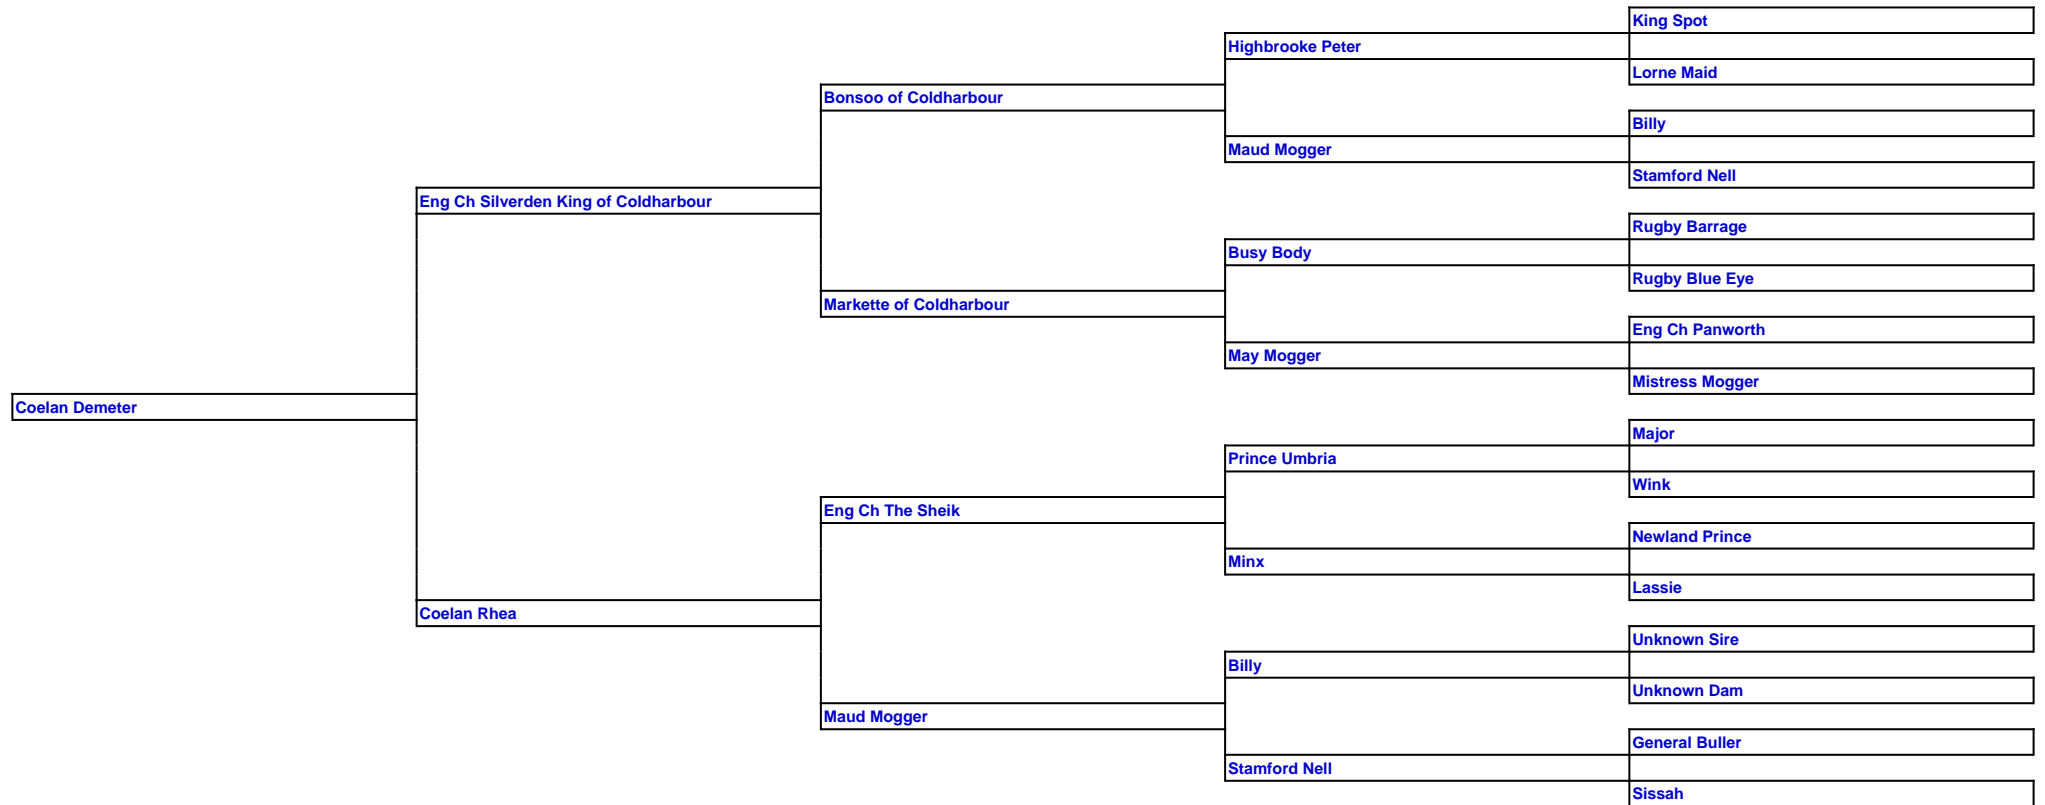 King Spot
Highbrooke Peter
Lorne Maid
Bonsoo of Coldharbour
Billy
Maud Mogger
Stamford Nell
Eng Ch Silverden King of Coldharbour
Rugby Barrage
Busy Body
Rugby Blue Eye
Markette of Coldharbour
Eng Ch Panworth
May Mogger
Mistress Mogger
Coelan Demeter
Major
Prince Umbria
Wink
Eng Ch The Sheik
Newland Prince
Minx
Lassie
Coelan Rhea
Unknown Sire
Billy
Unknown Dam
Maud Mogger
General Buller
Stamford Nell
Sissah